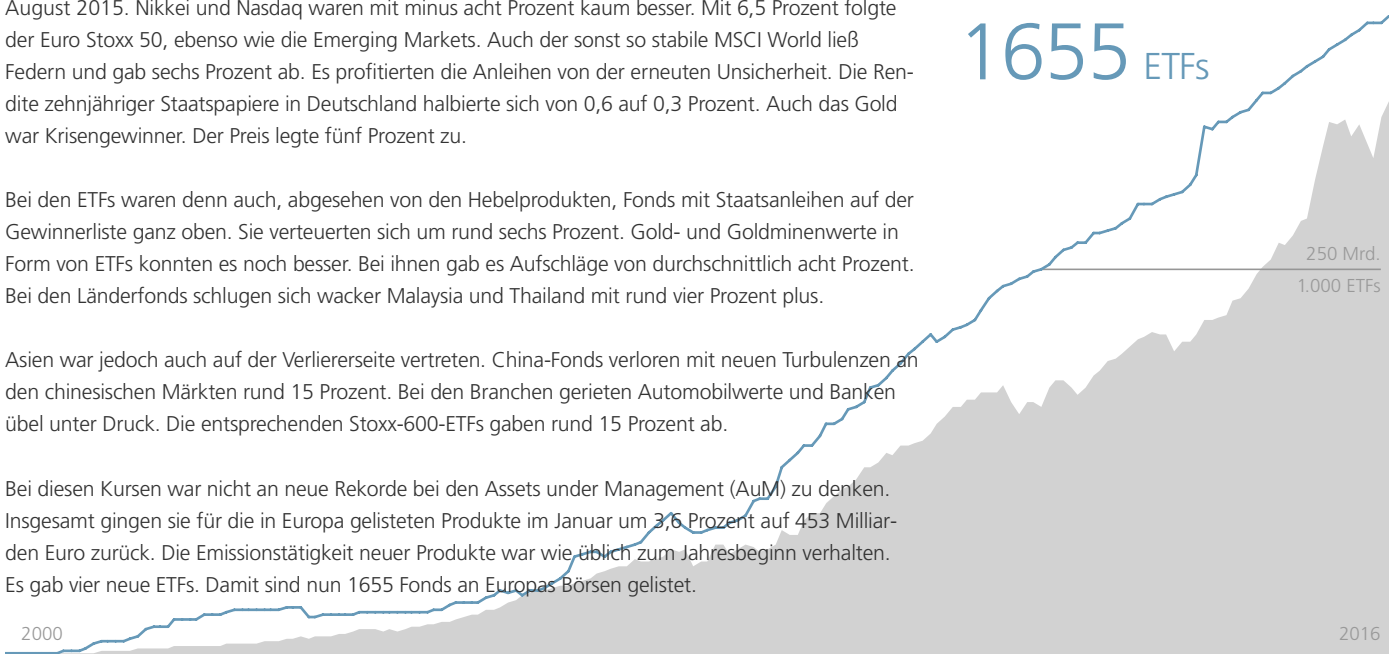 August 2015. Nikkei und Nasdaq waren mit minus acht Prozent kaum besser. Mit 6,5 Prozent folgte
der Euro Stoxx 50, ebenso wie die Emerging Markets. Auch der sonst so stabile MSCI World ließ
Federn und gab sechs Prozent ab. Es profitierten die Anleihen von der erneuten Unsicherheit. Die Ren-
dite zehnjähriger Staatspapiere in Deutschland halbierte sich von 0,6 auf 0,3 Prozent. Auch das Gold
war Krisengewinner. Der Preis legte fünf Prozent zu.
Bei den ETFs waren denn auch, abgesehen von den Hebelprodukten, Fonds mit Staatsanleihen auf der
Gewinnerliste ganz oben. Sie verteuerten sich um rund sechs Prozent. Gold- und Goldminenwerte in
Form von ETFs konnten es noch besser. Bei ihnen gab es Aufschläge von durchschnittlich acht Prozent.
Bei den Länderfonds schlugen sich wacker Malaysia und Thailand mit rund vier Prozent plus.
Asien war jedoch auch auf der Verliererseite vertreten. China-Fonds verloren mit neuen Turbulenzen an
den chinesischen Märkten rund 15 Prozent. Bei den Branchen gerieten Automobilwerte und Banken
übel unter Druck. Die entsprechenden Stoxx-600-ETFs gaben rund 15 Prozent ab.
Bei diesen Kursen war nicht an neue Rekorde bei den Assets under Management (AuM) zu denken.
Insgesamt gingen sie für die in Europa gelisteten Produkte im Januar um 3,6 Prozent auf 453 Milliar-
den Euro zurück. Die Emissionstätigkeit neuer Produkte war wie üblich zum Jahresbeginn verhalten.
Es gab vier neue ETFs. Damit sind nun 1655 Fonds an Europas Börsen gelistet.
1655 ETFs
250 Mrd.
1.000 ETFs
2000
2016